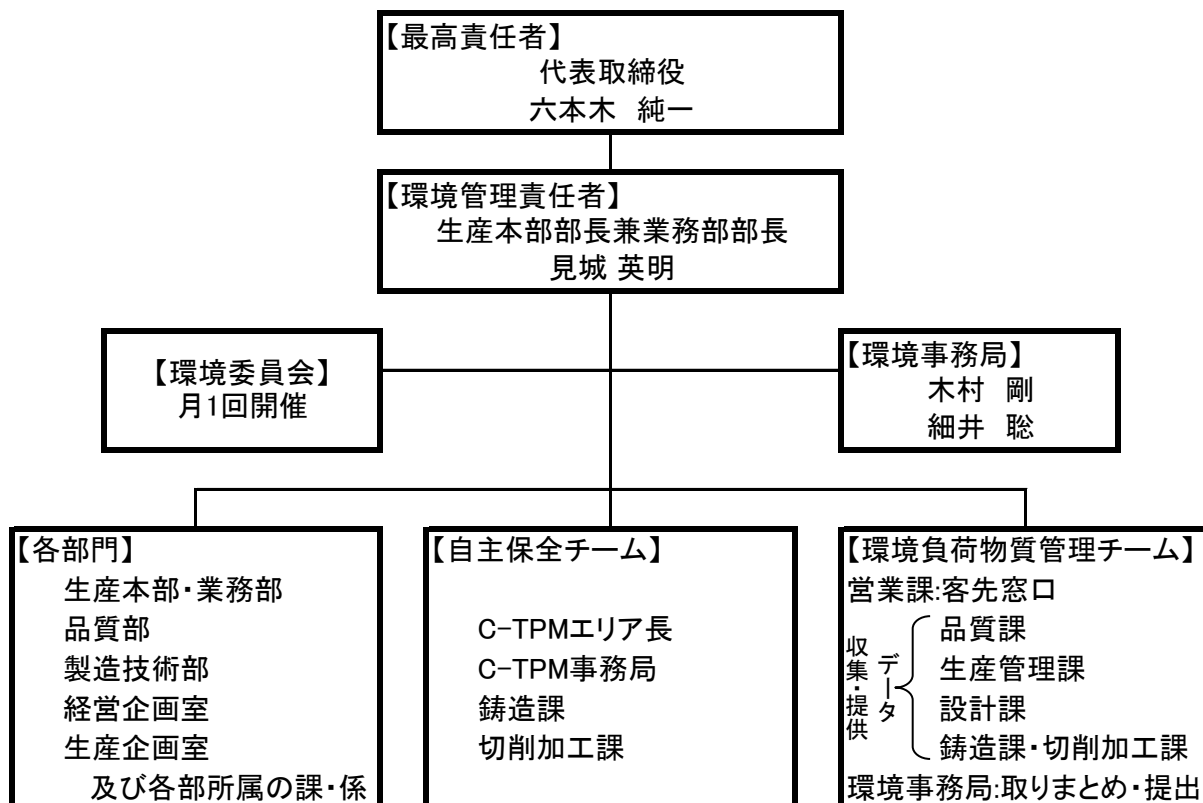 【最高責任者】
代表取締役
六本木 純一
【環境管理責任者】
生産本部部長兼業務部部長
見城 英明
【環境委員会】
月1回開催
【環境事務局】
木村 剛
細井 聡
【各部門】
生産本部・業務部
品質部
製造技術部
経営企画室
生産企画室
及び各部所属の課・係
【自主保全チーム】
C-TPMエリア長
C-TPM事務局
鋳造課
切削加工課
【環境負荷物質管理チーム】
営業課:客先窓口
データ
収集・提供
品質課
生産管理課
設計課
鋳造課・切削加工課
環境事務局:取りまとめ・提出